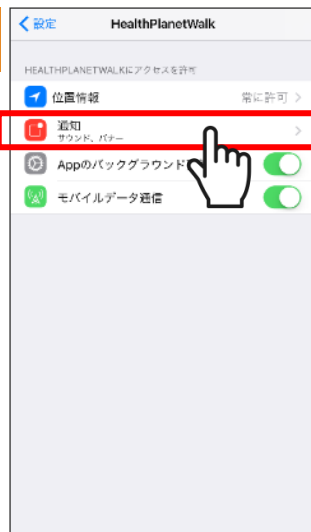 設定
HealthPlanetWalk
HEALTHPLANETWALKにアクセスを許可
位置情報
常に許可
通知
サウンド、バナー
Appのバックグラウンド
モバイルデータ通信